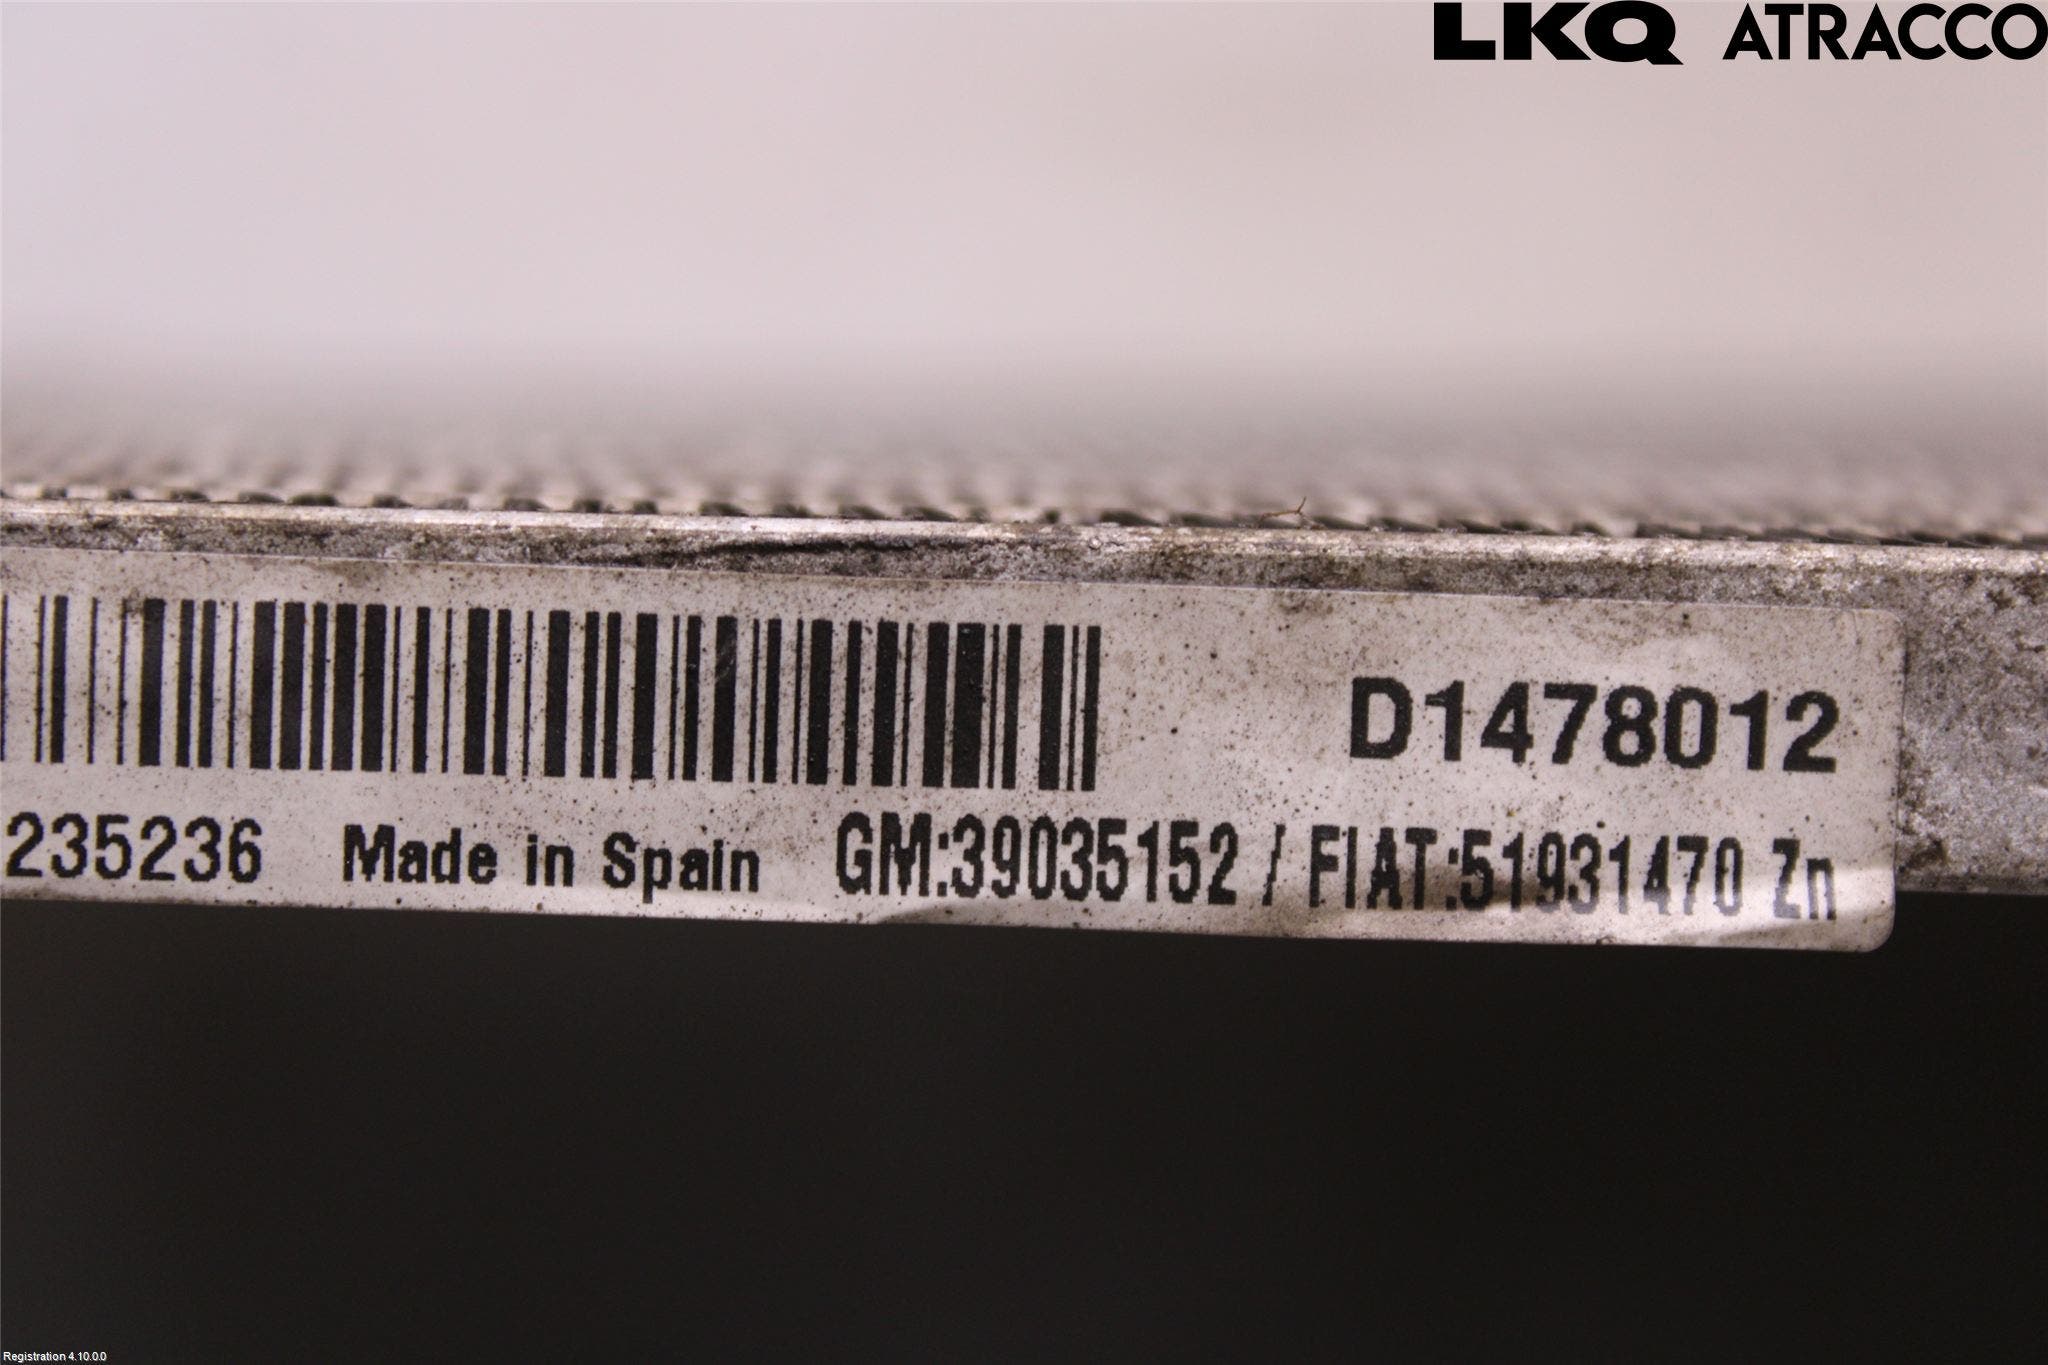 LKQ ATRACCO
D1478012
235236 Made in Spain GM:39035152 / FIAT:51931470 Zn
Registration 4.10.0.0